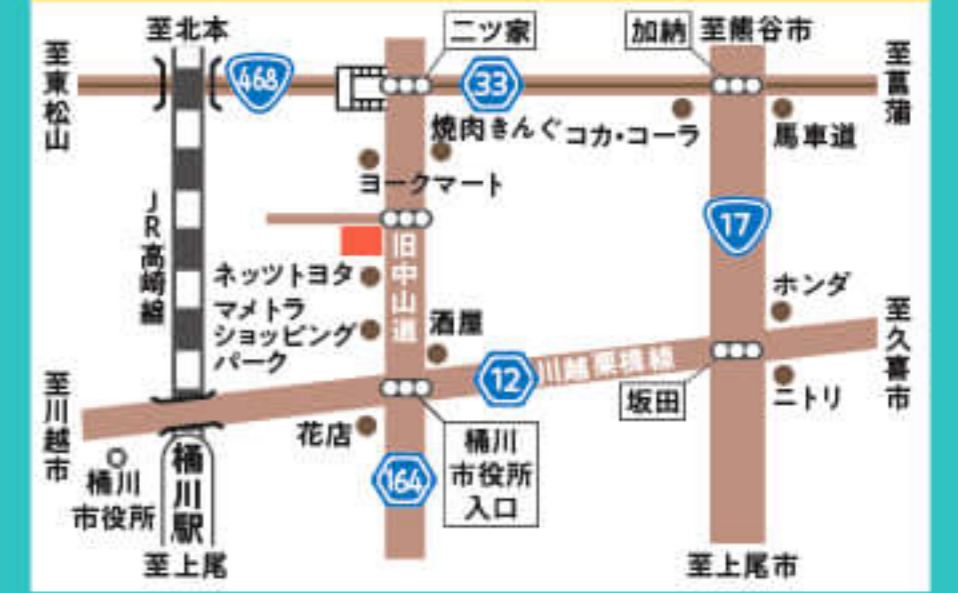 至北本
二ツ家
加納
至熊谷市
至東松山
468
33
至菖蒲
焼肉きんぐ
コカ・コーラ
馬車道
ヨークマート
JR高崎線
17
旧中山道
ネッツトヨタ
マメトラ
ショッピング
パーク
酒屋
ホンダ
至久喜市
12
川越栗橋線
坂田
ニトリ
至川越市
花店
桶川
市役所
入口
桶川
市役所
桶川駅
164
至上尾
至上尾市